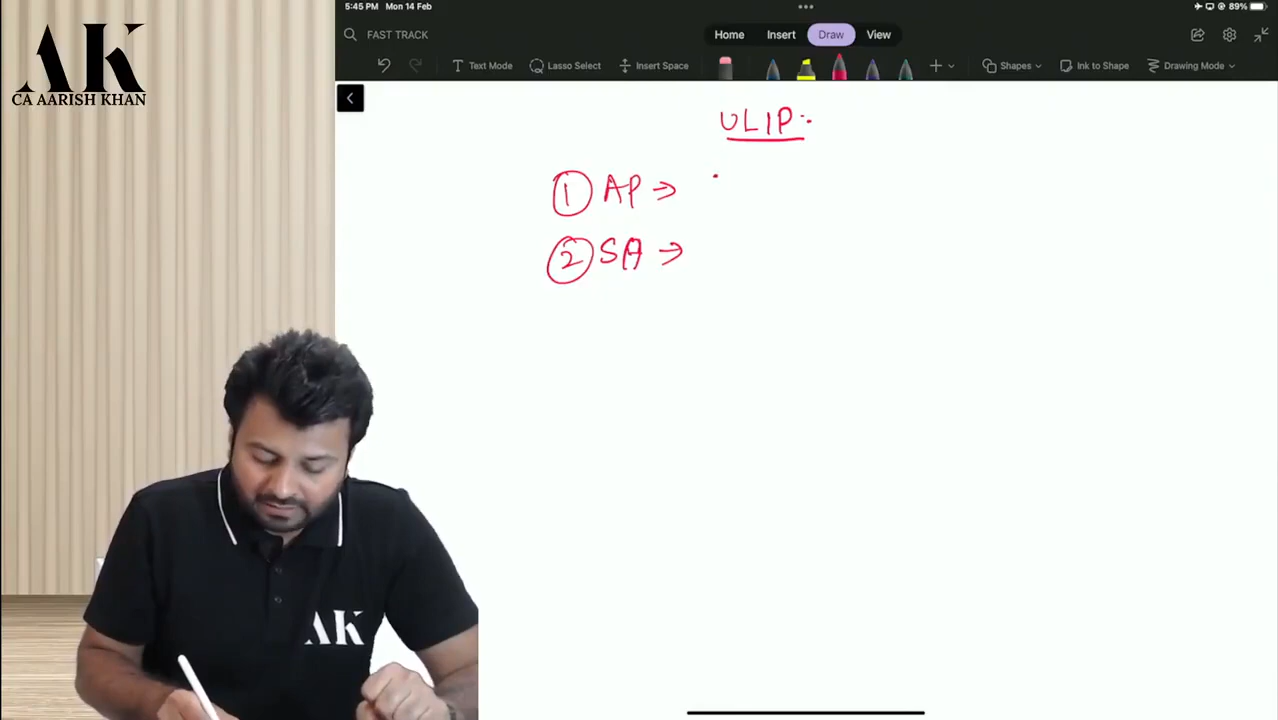 5:45 PM Mon 14 Feb
89%
FAST TRACK
Home Insert Draw View
Text Mode Lasso Select Insert Space Shapes Ink to Shape Drawing Mode
AK
CA AARISH KHAN
ULIP:
① AP →
② SA →
AK